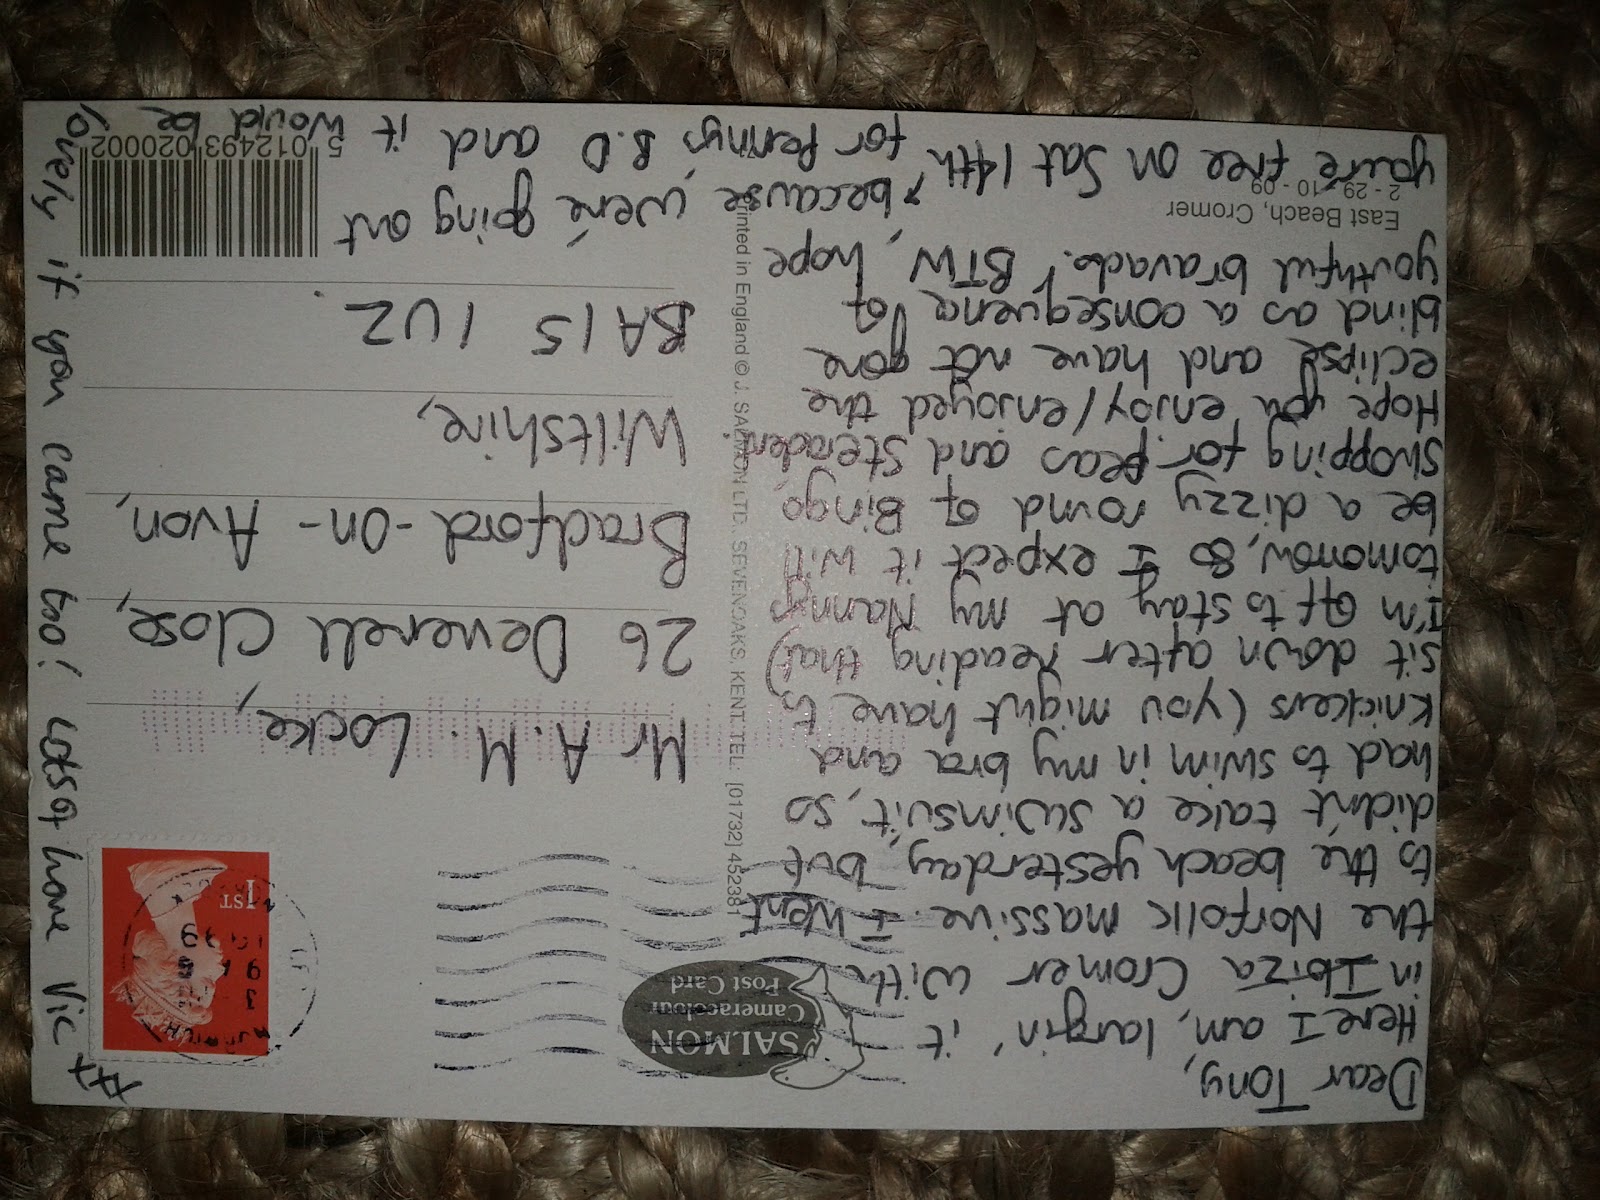 Dear Tony,
Here I am, largin' it
in Ibiza Cromer with
the Norfolk massive. I went
to the beach yesterday, but
didn't take a swimsuit, so
had to swim in my bra and
knickers (you might have to
sit down after reading that)
I'm off to stay at my Nanny's
tomorrow, so I expect it will
be a dizzy round of Bingo,
shopping for peas and Steradent.
Hope you enjoy/enjoyed the
eclipse and have not gone
blind as a consequence of
youthful bravado! BTW, hope
you're free on Sat 14th, because we're going out
for Penny's B.D and it would be
lovely if you came too! Lots of love Vic xxx
East Beach, Cromer
2 - 29 - 10 - 09
SALMON
Cameracolour
Post Card
Printed in England © J. SALMON LTD. SEVENOAKS, KENT. TEL: [01732] 452381
1ST
Mr A.M. Locke,
26 Deverell Close,
Bradford-on-Avon,
Wiltshire,
BA15 1UZ.
5 012493 020002